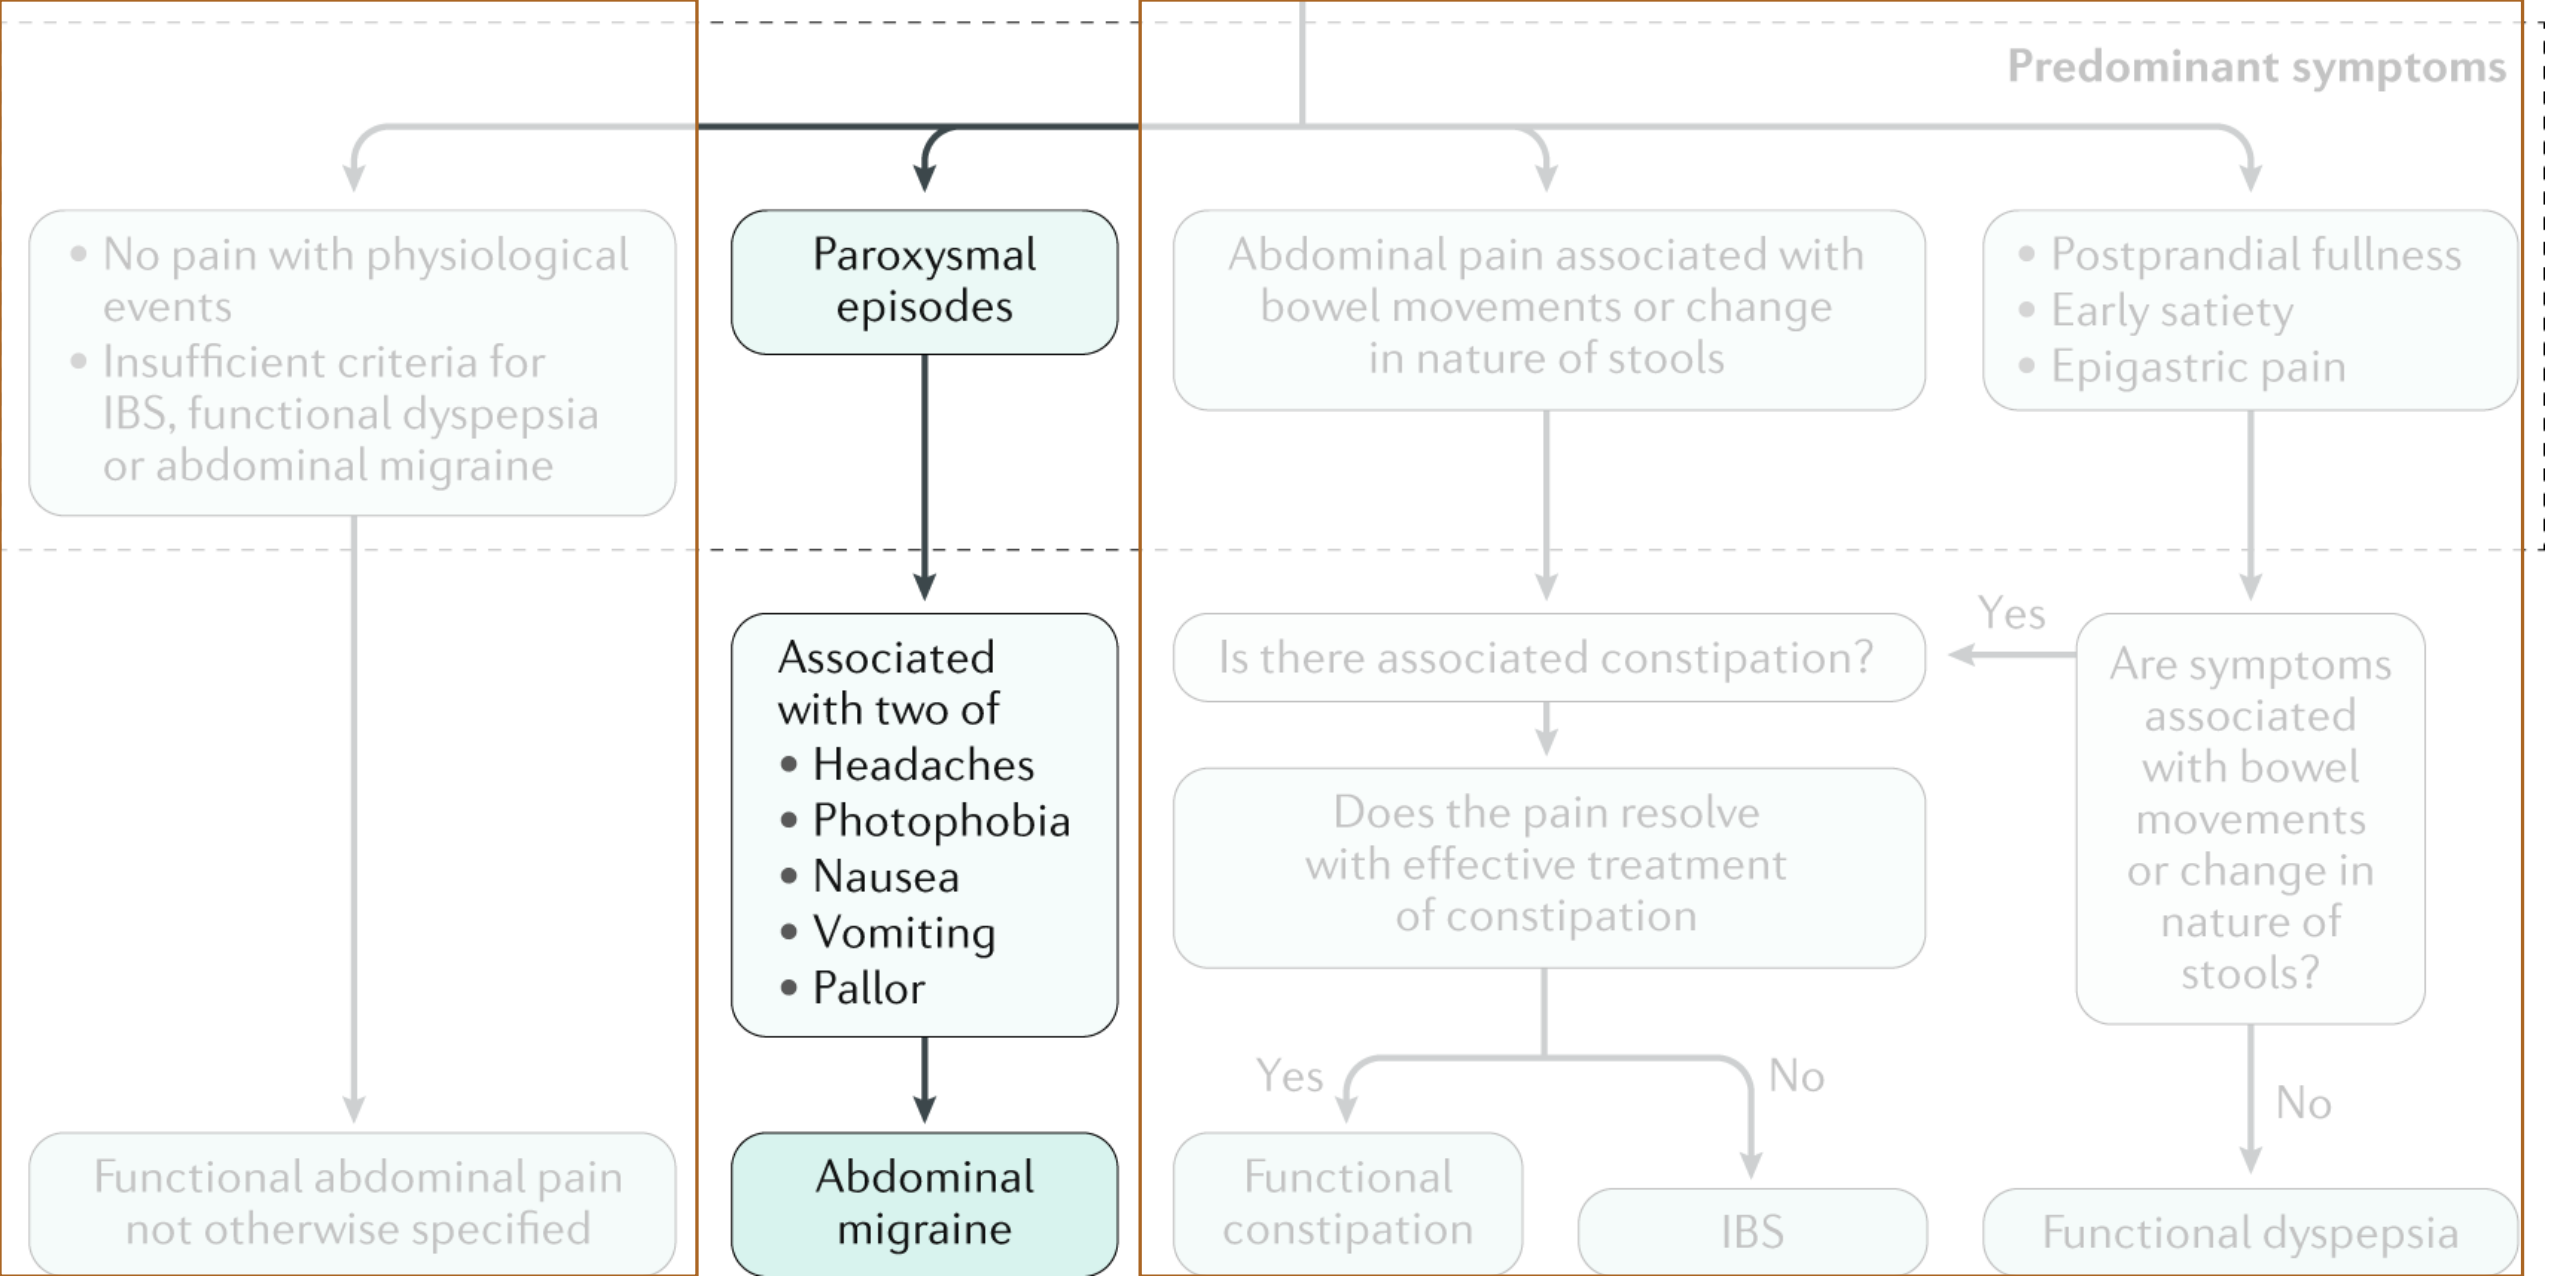 Predominant symptoms
• No pain with physiological
events
• Insufficient criteria for
IBS, functional dyspepsia
or abdominal migraine
Paroxysmal
episodes
Abdominal pain associated with
bowel movements or change
in nature of stools
• Postprandial fullness
• Early satiety
• Epigastric pain
Associated
with two of
• Headaches
• Photophobia
• Nausea
• Vomiting
• Pallor
Is there associated constipation?
Yes
Are symptoms
associated
with bowel
movements
or change in
nature of
stools?
Does the pain resolve
with effective treatment
of constipation
Yes
No
No
Functional abdominal pain
not otherwise specified
Abdominal
migraine
Functional
constipation
IBS
Functional dyspepsia